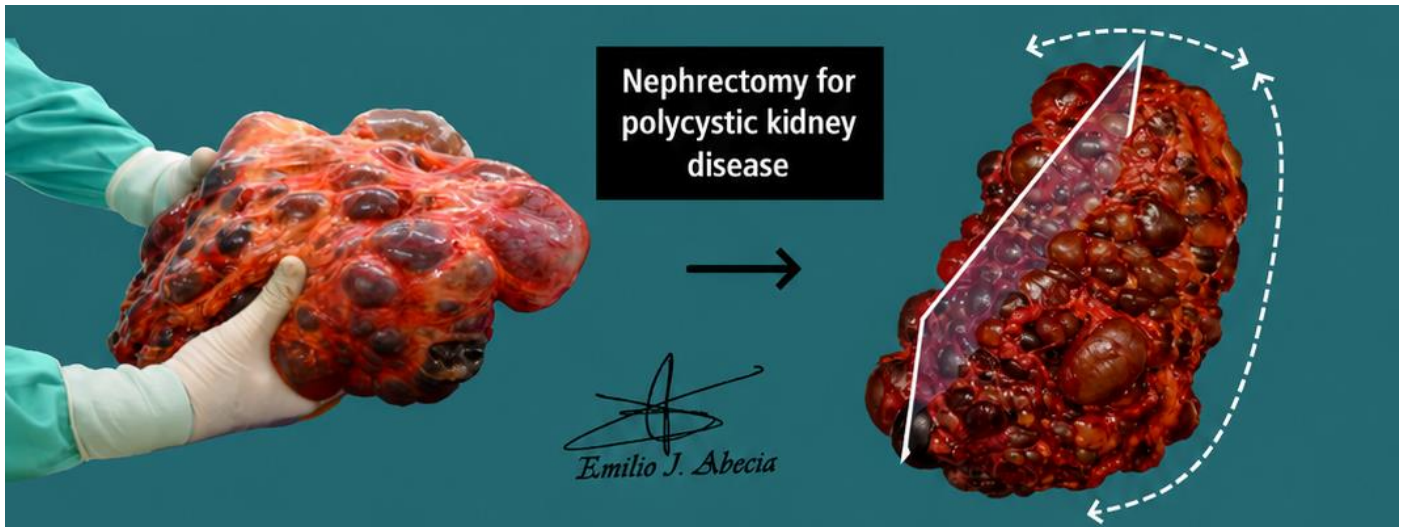 Nephrectomy for
polycystic kidney
disease
Emilio J. Abecia